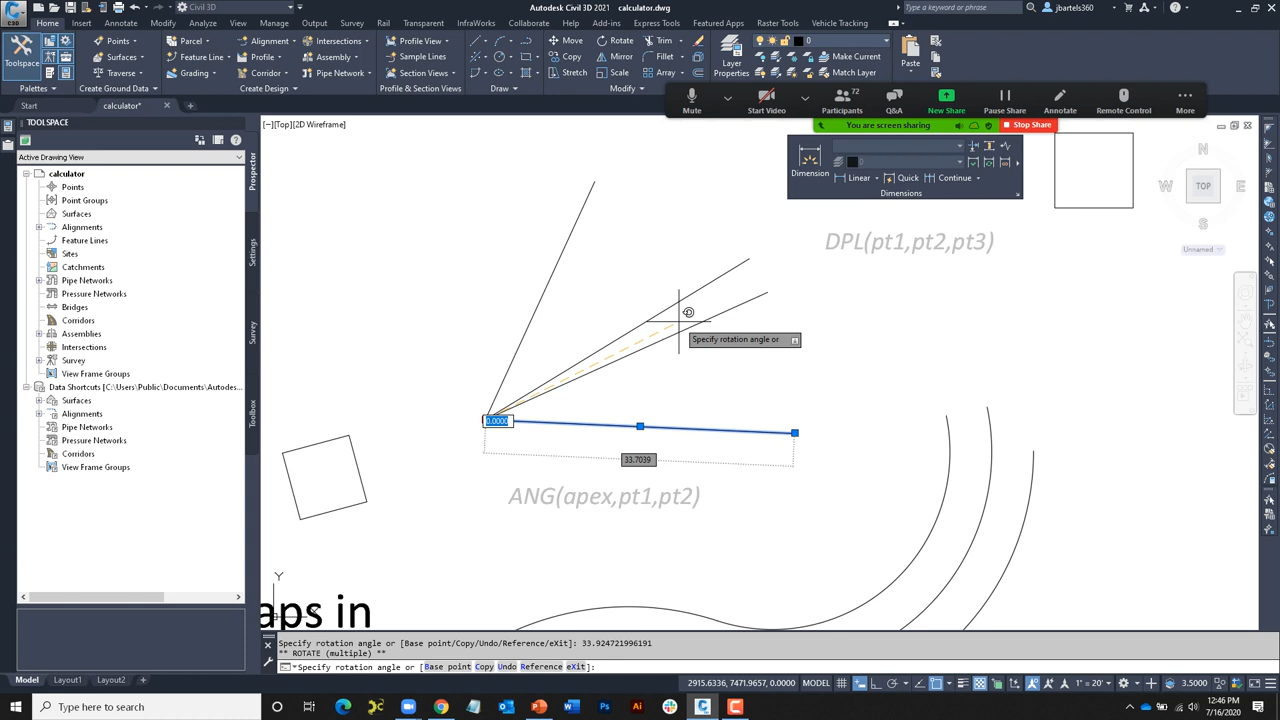 Civil 3D
Autodesk Civil 3D 2021 calculator.dwg
Type a keyword or phrase
jbartels360
C3D
Home Insert Annotate Modify Analyze View Manage Output Survey Rail Transparent InfraWorks Collaborate Help Add-ins Express Tools Featured Apps Vehicle Tracking
Toolspace
Points Surfaces Traverse
Parcel Feature Line Grading
Alignment Profile Corridor
Intersections Assembly Pipe Network
Profile View Sample Lines Section Views
Move Copy Stretch
Rotate Mirror Scale
Trim Fillet Array
Layer Properties
0
Make Current
Match Layer
Paste
Palettes Create Ground Data Create Design Profile & Section Views Draw Modify
Mute Start Video Participants 72 Q&A New Share Pause Share Annotate Remote Control More
You are screen sharing Stop Share
Start calculator*
TOOLSPACE
Active Drawing View
calculator
Points
Point Groups
Surfaces
Alignments
Feature Lines
Sites
Catchments
Pipe Networks
Pressure Networks
Bridges
Corridors
Assemblies
Intersections
Survey
View Frame Groups
Data Shortcuts [C:\Users\Public\Documents\Autodes...
Surfaces
Alignments
Pipe Networks
Pressure Networks
Corridors
View Frame Groups
Prospector
Settings
Survey
Toolbox
[−][Top][2D Wireframe]
Dimension
Linear Quick Continue
Dimensions
N
W TOP E
S
Unnamed
DPL(pt1,pt2,pt3)
Specify rotation angle or
0.0000
33.7039
ANG(apex,pt1,pt2)
Y
X
aps in
Specify rotation angle or [Base point/Copy/Undo/Reference/eXit]: 33.924721996191
** ROTATE (multiple) **
Specify rotation angle or [Base point Copy Undo Reference eXit]:
Model Layout1 Layout2
2915.6336, 7471.9657, 0.0000 MODEL 1" = 20' 3.5000
Type here to search
12:46 PM
7/16/2020